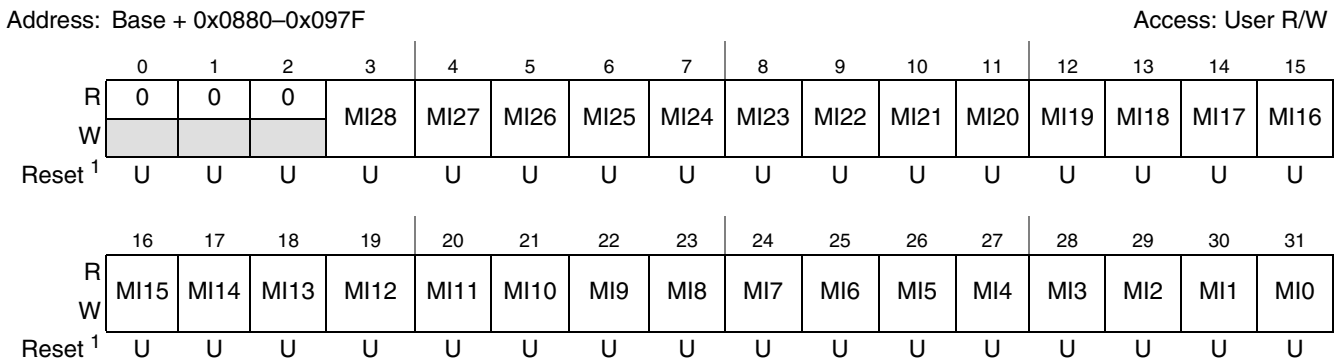 Address: Base + 0x0880–0x097F Access: User R/W
0 1 2 3 4 5 6 7 8 9 10 11 12 13 14 15
R 0 0 0 MI28 MI27 MI26 MI25 MI24 MI23 MI22 MI21 MI20 MI19 MI18 MI17 MI16
W
Reset 1 U U U U U U U U U U U U U U U U
16 17 18 19 20 21 22 23 24 25 26 27 28 29 30 31
R MI15 MI14 MI13 MI12 MI11 MI10 MI9 MI8 MI7 MI6 MI5 MI4 MI3 MI2 MI1 MI0
W
Reset 1 U U U U U U U U U U U U U U U U